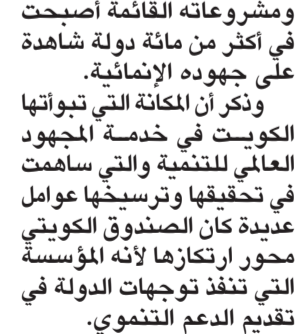 ومشروعاته القائمة أصبحت
في أكثر من مائة دولة شاهدة
على جهوده الإنمائية.
وذكر أن المكانة التي تبوأتها
الكويــت في خدمــة المجهود
العالمي للتنمية والتي ساهمت
في تحقيقها وترسيخها عوامل
عديدة كان الصندوق الكويتي
محور ارتكازها لأنه المؤسسة
التي تنفذ توجهات الدولة في
تقديم الدعم التنموي.